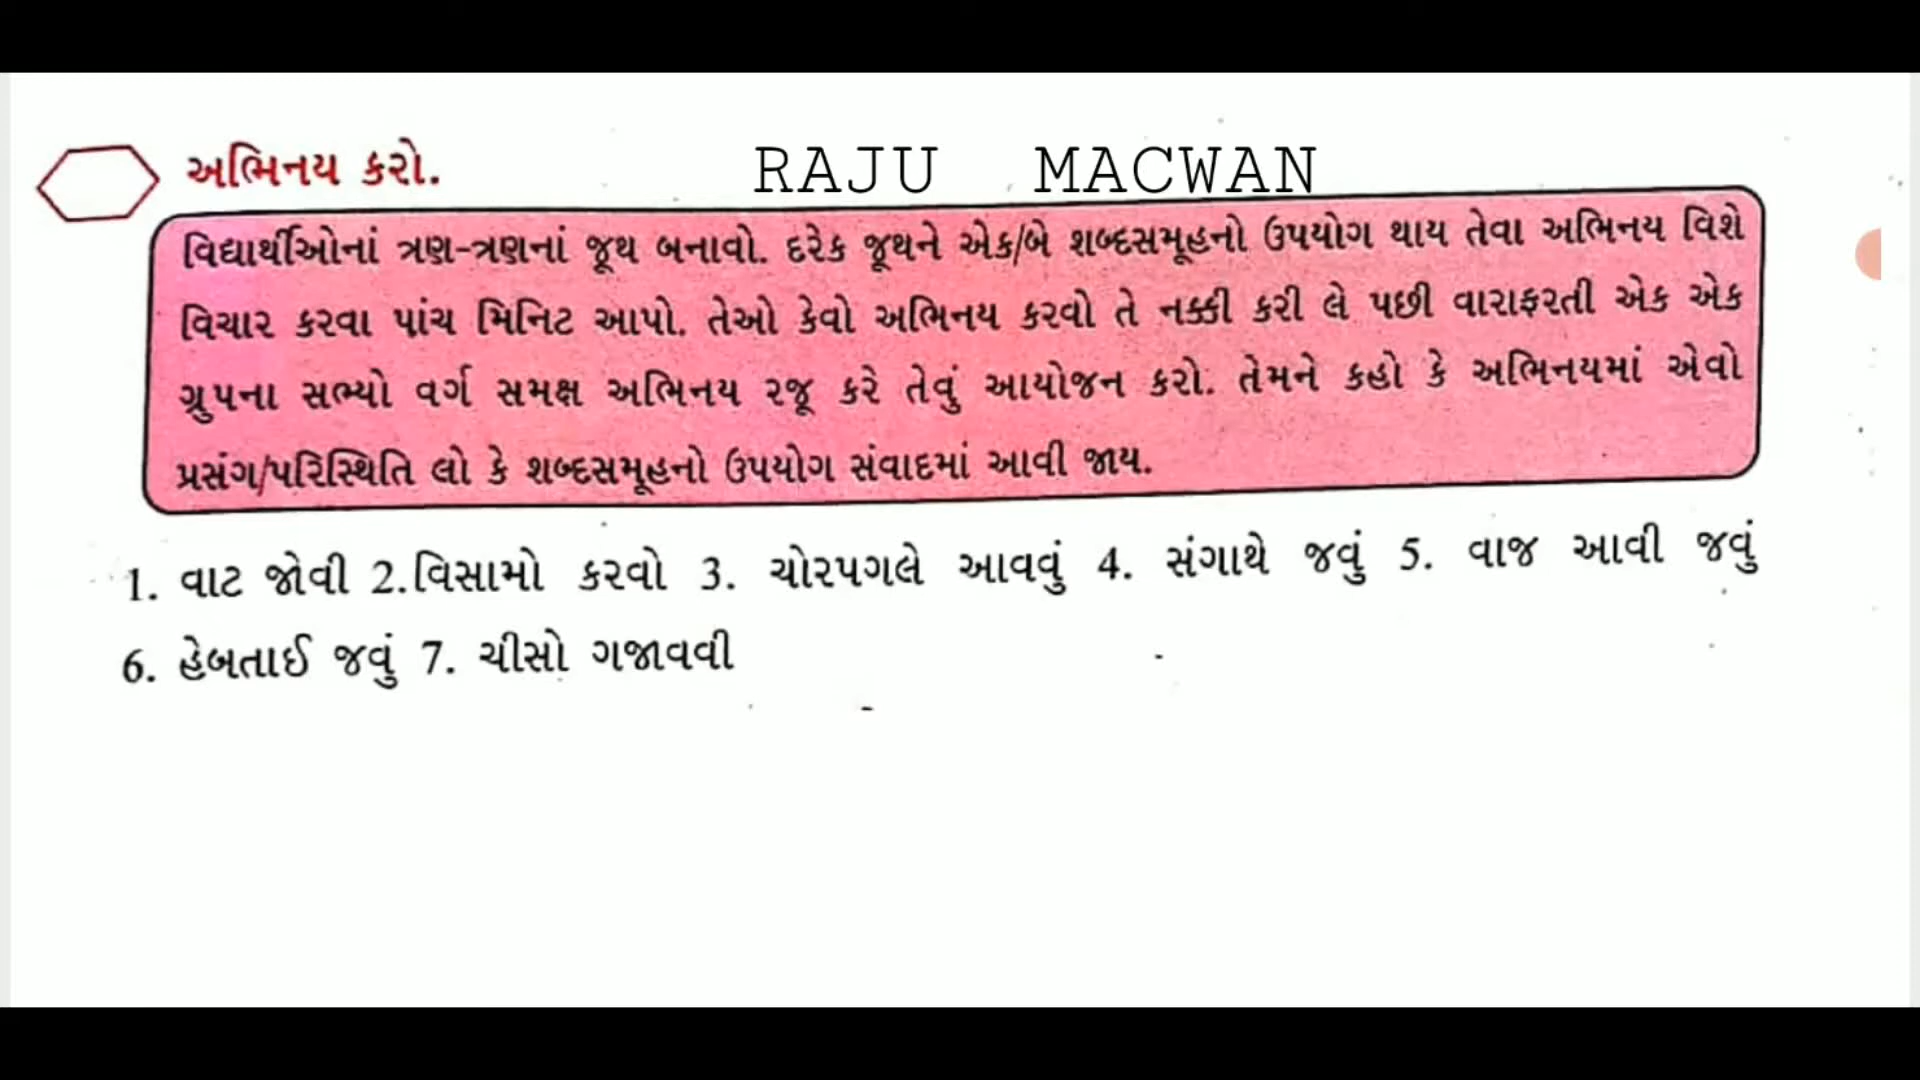 અભિનય કરો. RAJU MACWAN
વિદ્યાર્થીઓનાં ત્રણ-ત્રણનાં જૂથ બનાવો. દરેક જૂથને એક/બે શબ્દસમૂહનો ઉપયોગ થાય તેવા અભિનય વિશે
વિચાર કરવા પાંચ મિનિટ આપો. તેઓ કેવો અભિનય કરવો તે નક્કી કરી લે પછી વારાફરતી એક એક
ગ્રુપના સભ્યો વર્ગ સમક્ષ અભિનય રજૂ કરે તેવું આયોજન કરો. તેમને કહો કે અભિનયમાં એવો
પ્રસંગ/પરિસ્થિતિ લો કે શબ્દસમૂહનો ઉપયોગ સંવાદમાં આવી જાય.
1. વાટ જોવી 2.વિસામો કરવો 3. ચોરપગલે આવવું 4. સંગાથે જવું 5. વાજ આવી જવું
6. હેબતાઈ જવું 7. ચીસો ગજાવવી